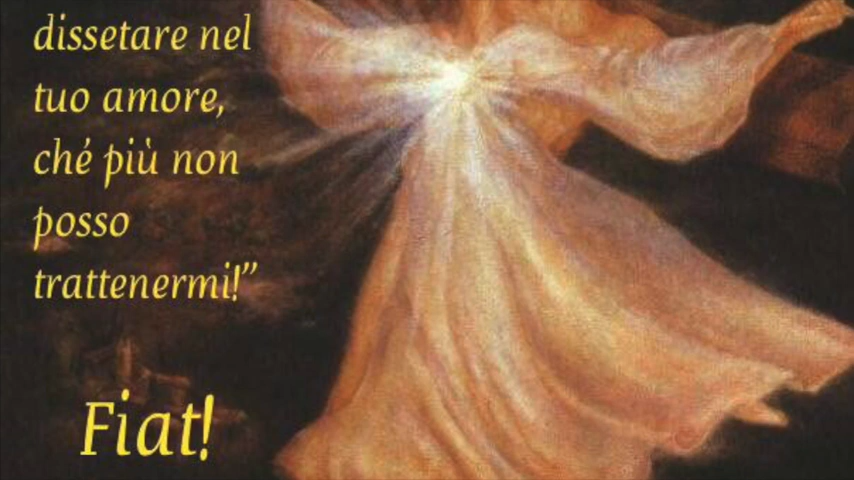 dissetare nel
tuo amore,
ché più non
posso
trattenermi!”
Fiat!